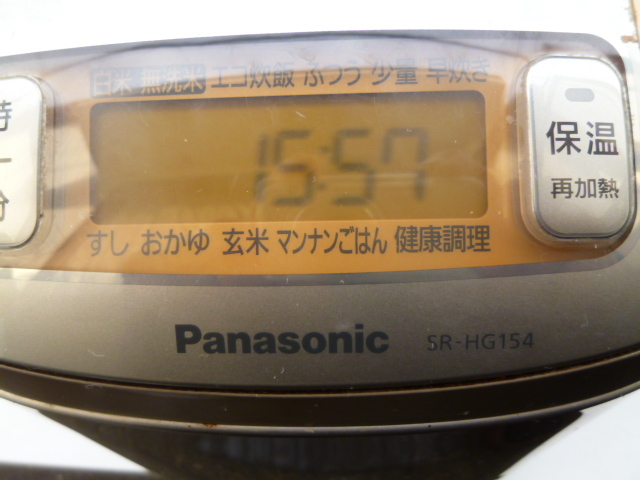 白米 無洗米 エコ炊飯 ふつう 少量 早炊き
時
分
15:57
保温
再加熱
すし おかゆ 玄米 マンナンごはん 健康調理
Panasonic SR-HG154